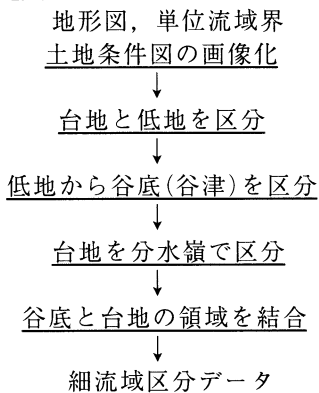 地形図，単位流域界
土地条件図の画像化
台地と低地を区分
低地から谷底(谷津)を区分
台地を分水嶺で区分
谷底と台地の領域を結合
細流域区分データ